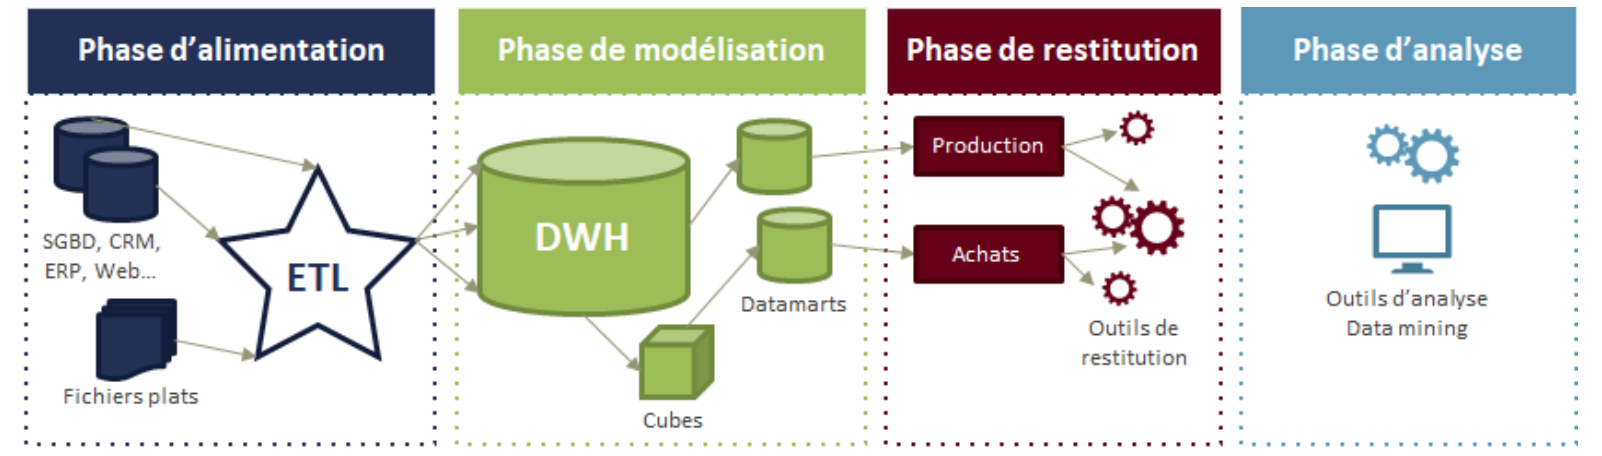 Phase d’alimentation
Phase de modélisation
Phase de restitution
Phase d’analyse
SGBD, CRM,
ERP, Web...
ETL
Fichiers plats
DWH
Datamarts
Cubes
Production
Achats
Outils de
restitution
Outils d’analyse
Data mining